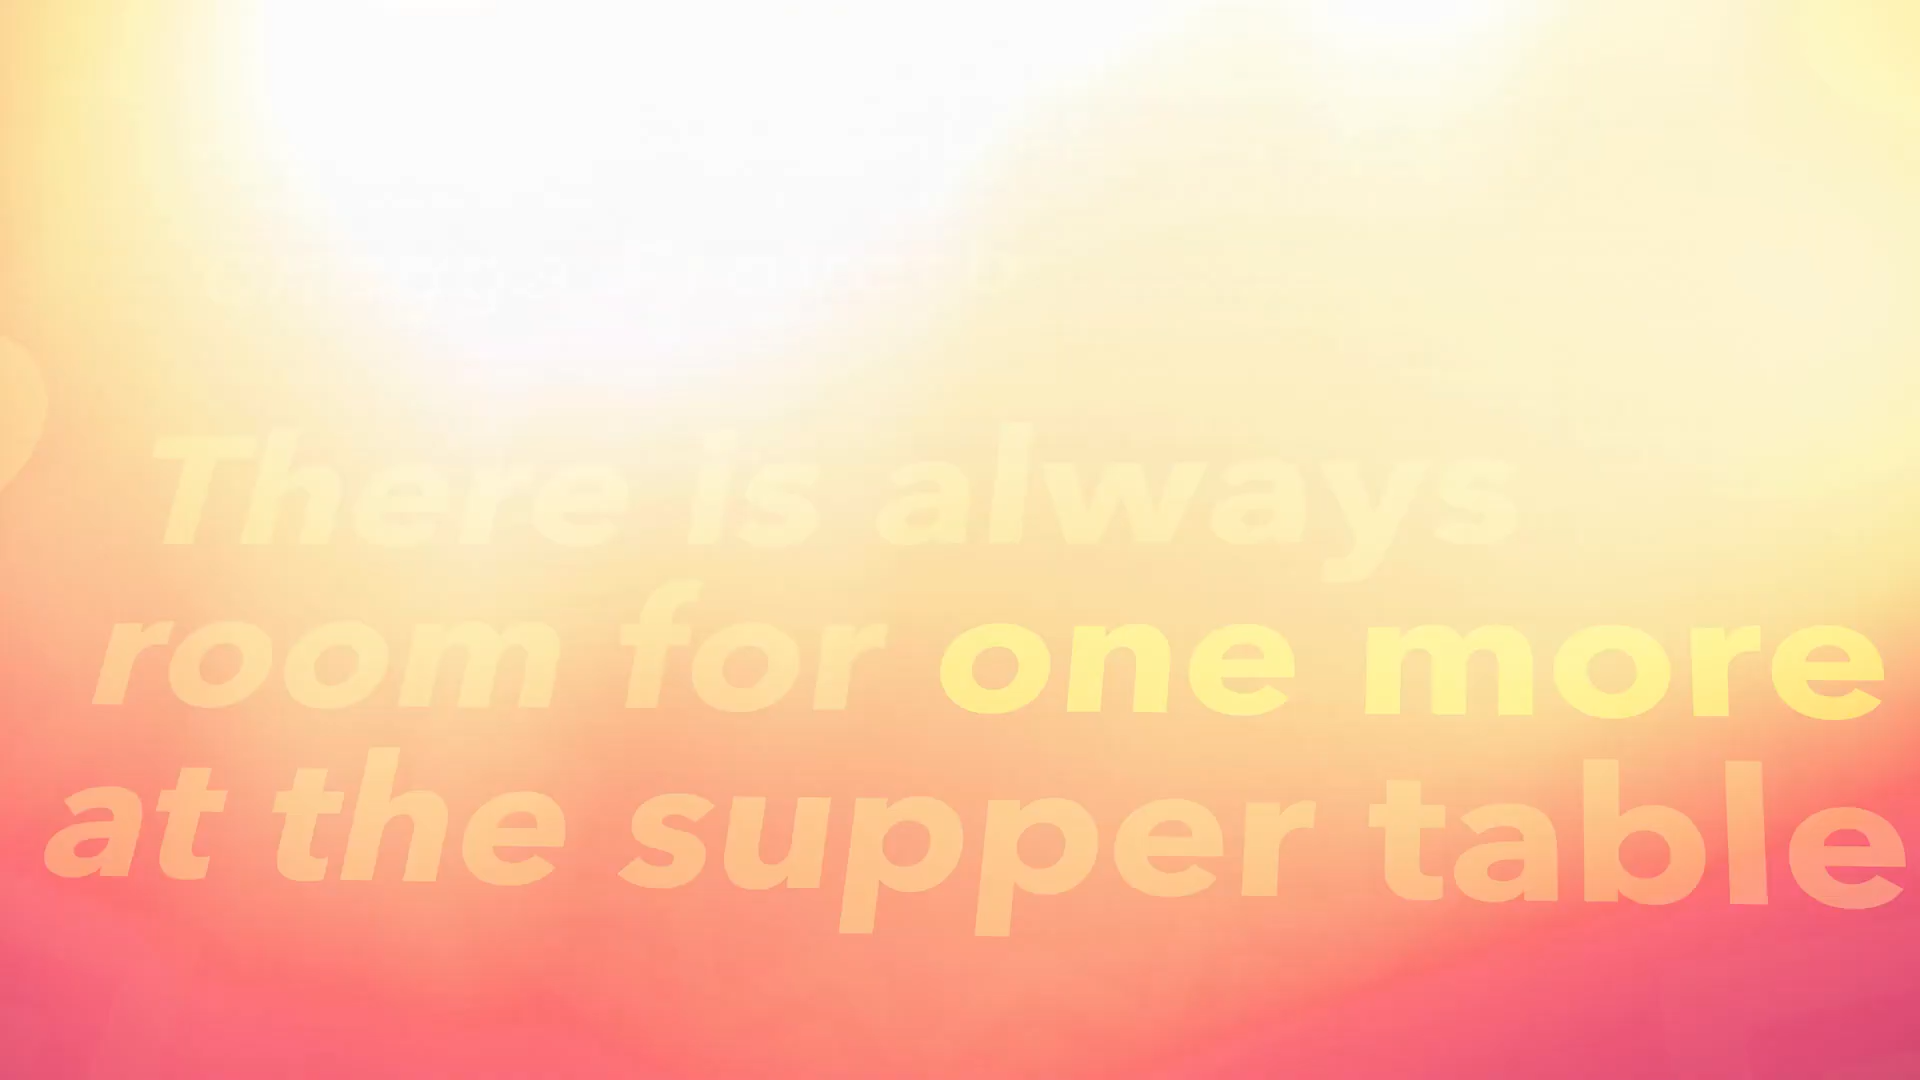 There is always
room for one more
at the supper table